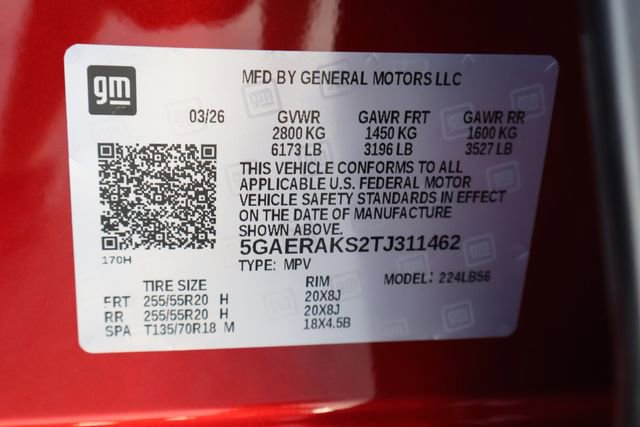 gm
MFD BY GENERAL MOTORS LLC
03/26 GVWR GAWR FRT GAWR RR
2800 KG 1450 KG 1600 KG
6173 LB 3196 LB 3527 LB
THIS VEHICLE CONFORMS TO ALL
APPLICABLE U.S. FEDERAL MOTOR
VEHICLE SAFETY STANDARDS IN EFFECT
ON THE DATE OF MANUFACTURE
SHOWN ABOVE.
5GAERAKS2TJ311462
170H
TYPE: MPV MODEL: 224LB56
TIRE SIZE RIM
FRT 255/55R20 H 20X8J
RR 255/55R20 H 20X8J
SPA T135/70R18 M 18X4.5B